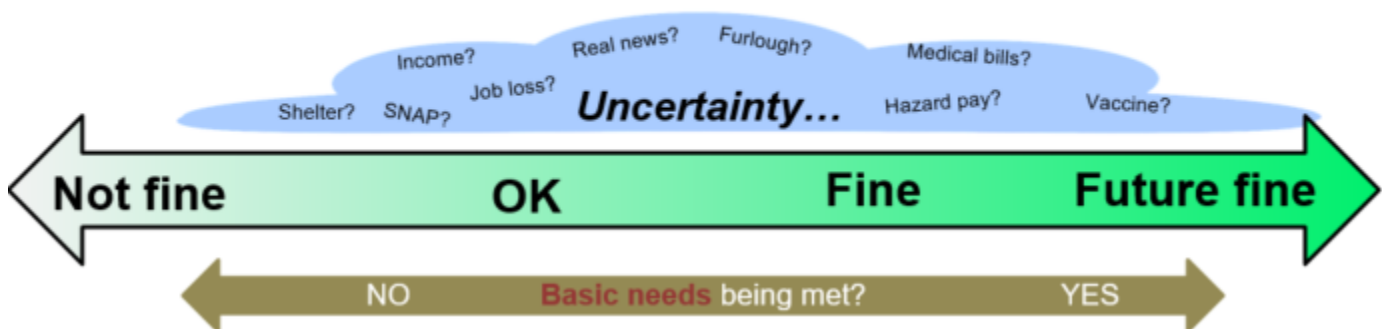 Real news? Furlough?
Income? Medical bills?
Job loss?
Shelter? SNAP? Uncertainty... Hazard pay? Vaccine?
Not fine OK Fine Future fine
NO Basic needs being met? YES